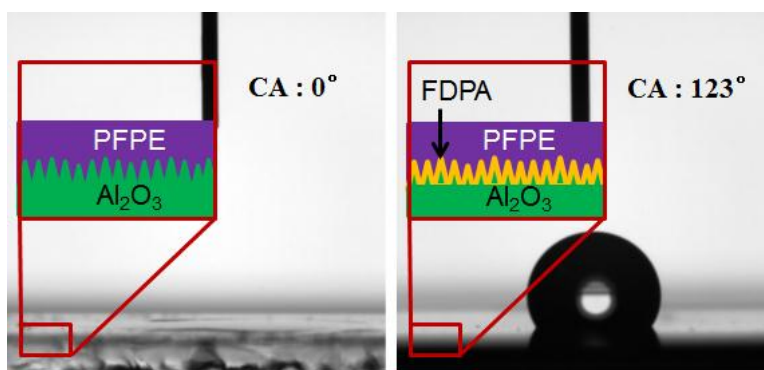 CA : 0°
PFPE
Al₂O₃
FDPA
CA : 123°
PFPE
Al₂O₃